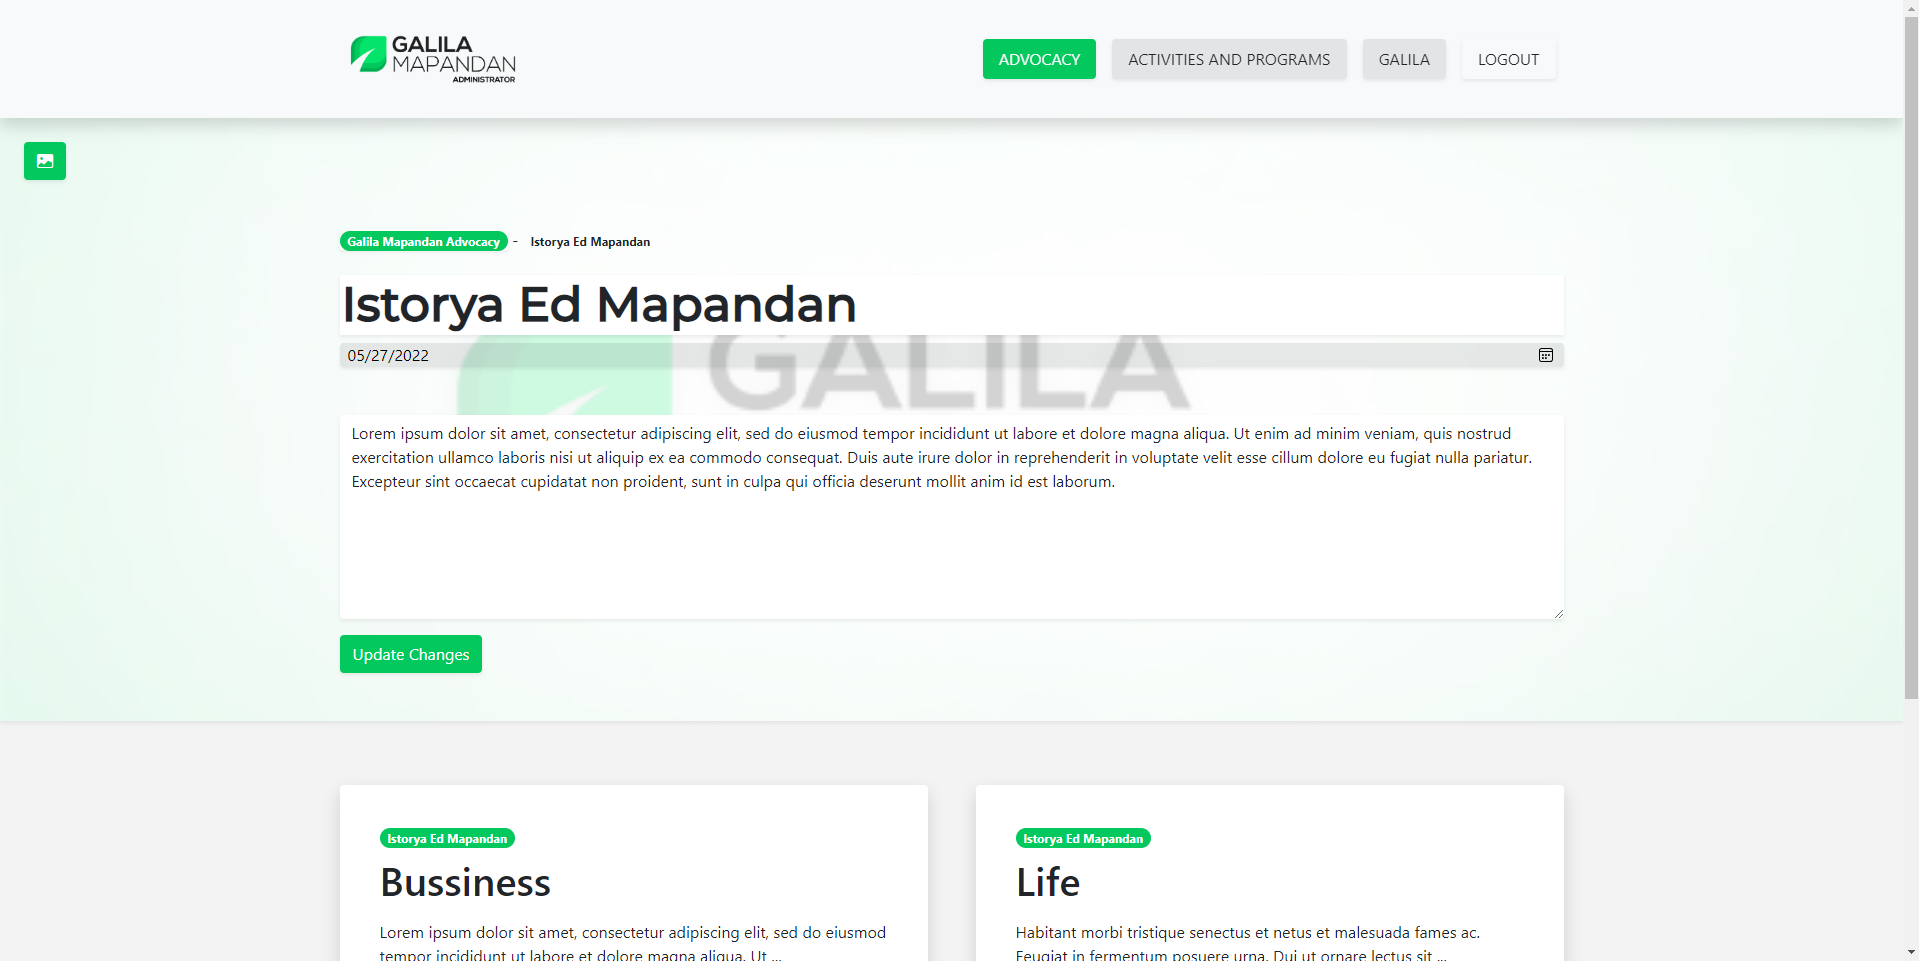 GALILA
MAPANDAN
ADMINISTRATOR
ADVOCACY
ACTIVITIES AND PROGRAMS
GALILA
LOGOUT
Galila Mapandan Advocacy - Istorya Ed Mapandan
Istorya Ed Mapandan
05/27/2022
GALILA
Lorem ipsum dolor sit amet, consectetur adipiscing elit, sed do eiusmod tempor incididunt ut labore et dolore magna aliqua. Ut enim ad minim veniam, quis nostrud
exercitation ullamco laboris nisi ut aliquip ex ea commodo consequat. Duis aute irure dolor in reprehenderit in voluptate velit esse cillum dolore eu fugiat nulla pariatur.
Excepteur sint occaecat cupidatat non proident, sunt in culpa qui officia deserunt mollit anim id est laborum.
Update Changes
Istorya Ed Mapandan
Bussiness
Lorem ipsum dolor sit amet, consectetur adipiscing elit, sed do eiusmod
tempor incididunt ut labore et dolore magna aliqua. Ut ...
Istorya Ed Mapandan
Life
Habitant morbi tristique senectus et netus et malesuada fames ac.
Feugiat in fermentum posuere urna. Dui ut ornare lectus sit ...